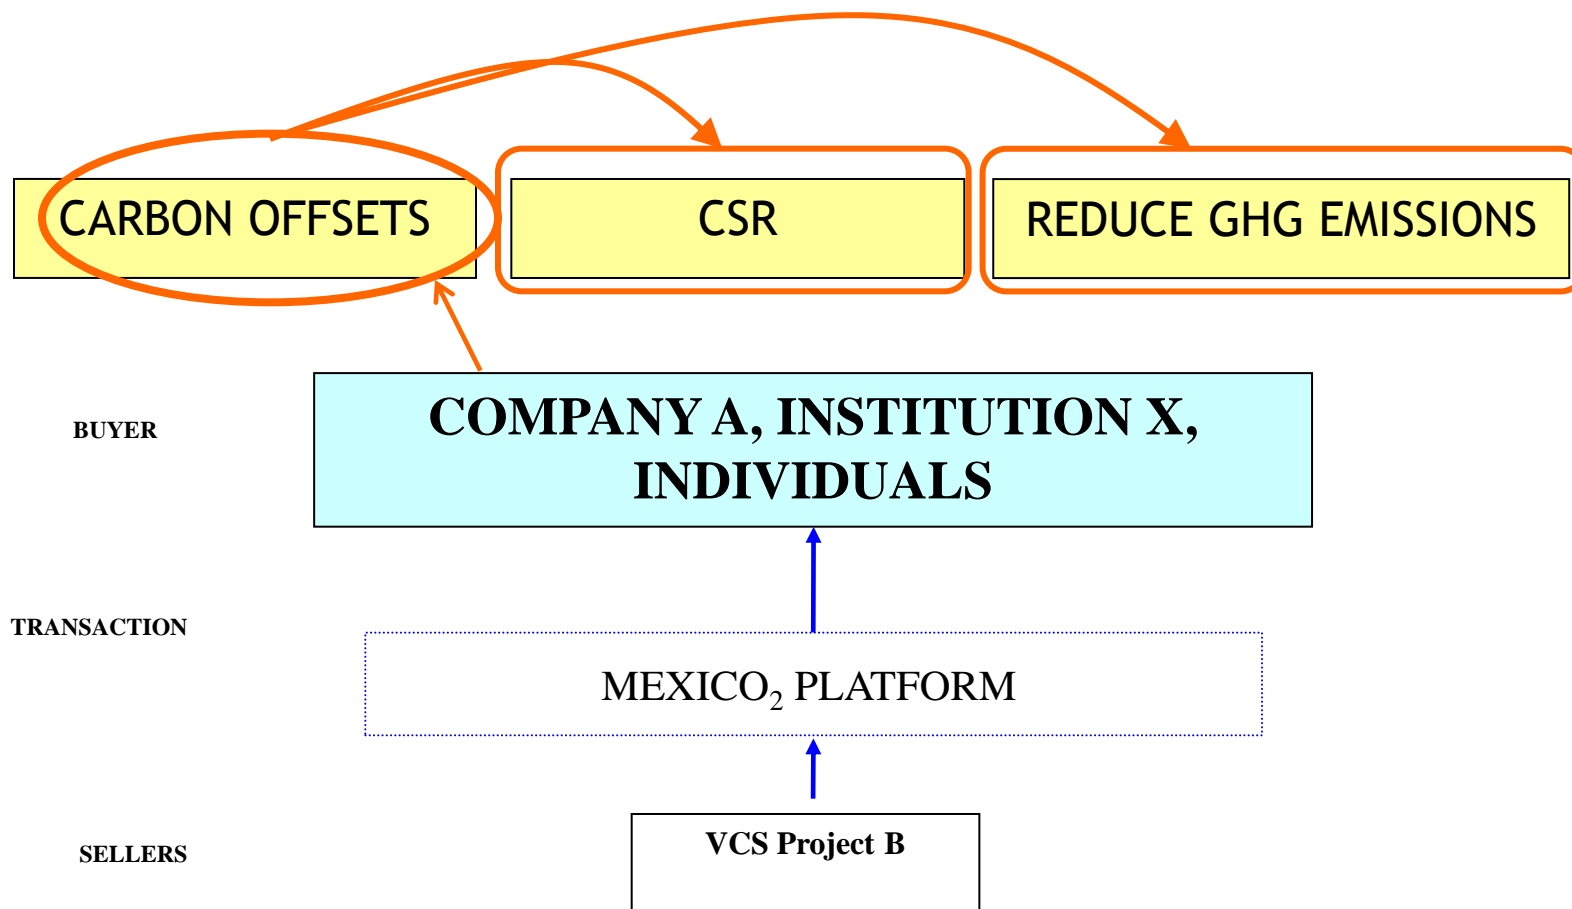 CARBON OFFSETS
CSR
REDUCE GHG EMISSIONS
BUYER
COMPANY A, INSTITUTION X,
INDIVIDUALS
TRANSACTION
MEXICO₂ PLATFORM
SELLERS
VCS Project B